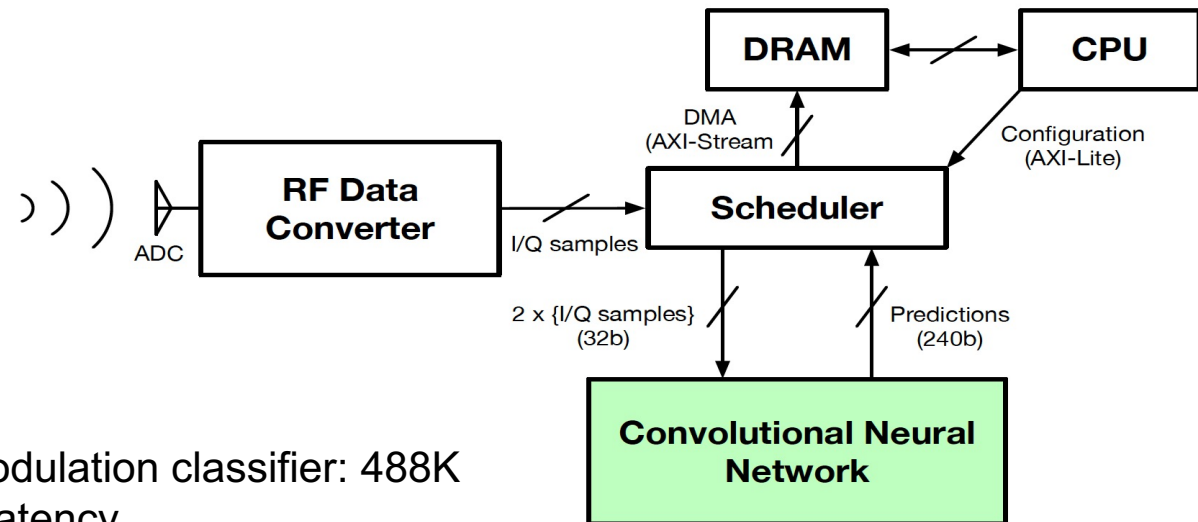 DRAM
CPU
DMA
(AXI-Stream
Configuration
(AXI-Lite)
RF Data
Converter
Scheduler
ADC
I/Q samples
2 x {I/Q samples}
(32b)
Predictions
(240b)
Convolutional Neural
Network
classifier: 488K